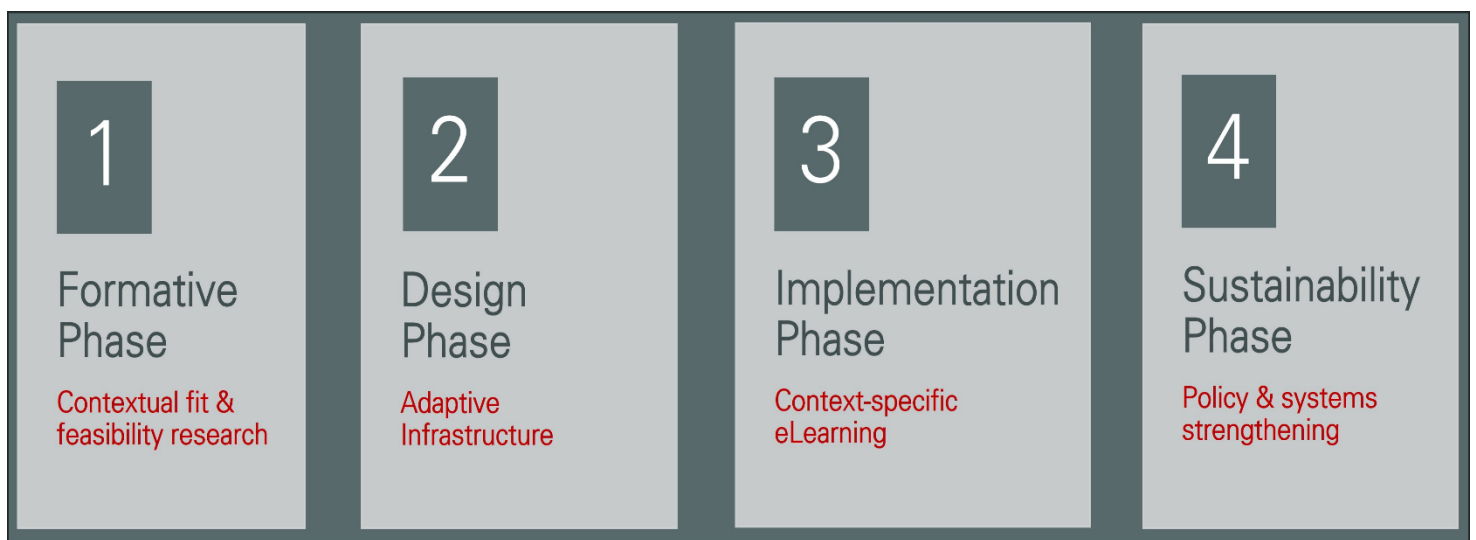 1
Formative
Phase
Contextual fit &
feasibility research
2
Design
Phase
Adaptive
Infrastructure
3
Implementation
Phase
Context-specific
eLearning
4
Sustainability
Phase
Policy & systems
strengthening